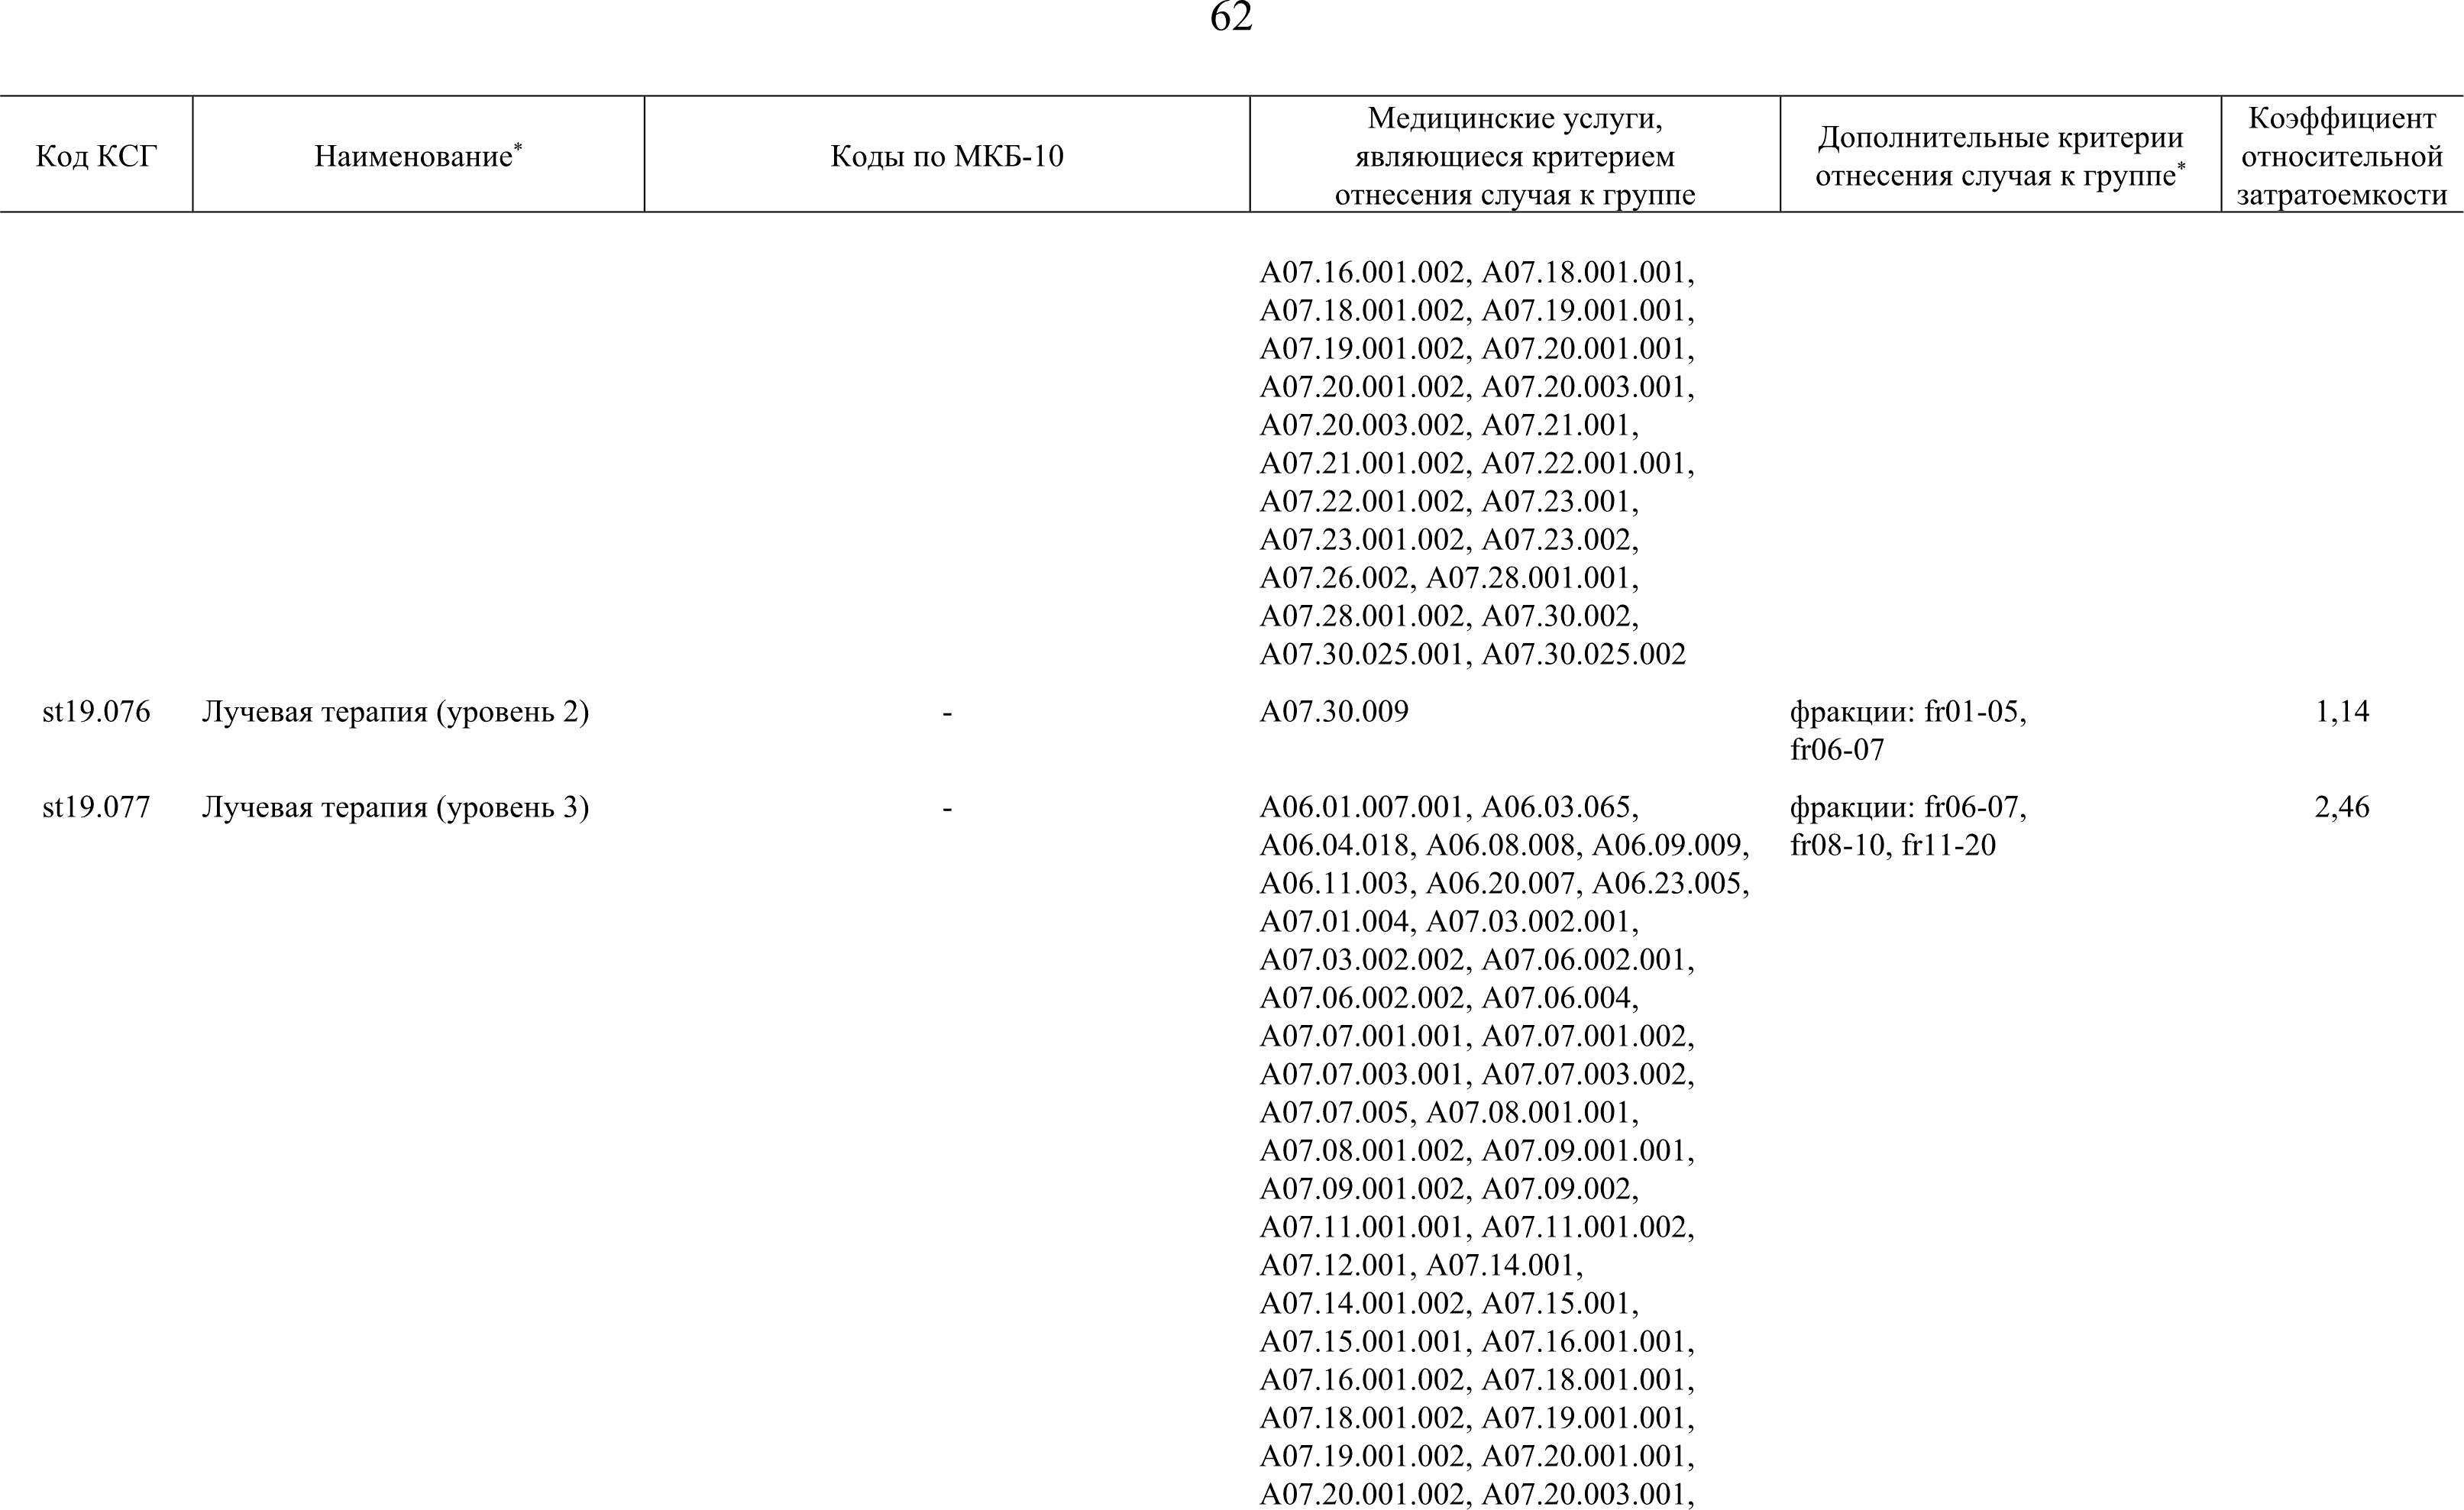 62
Код КСГ
Наименование*
Коды по МКБ-10
Медицинские услуги,
являющиеся критерием
отнесения случая к группе
Дополнительные критерии
отнесения случая к группе*
Коэффициент
относительной
затратоемкости
A07.16.001.002, A07.18.001.001,
A07.18.001.002, A07.19.001.001,
A07.19.001.002, A07.20.001.001,
A07.20.001.002, A07.20.003.001,
A07.20.003.002, A07.21.001,
A07.21.001.002, A07.22.001.001,
A07.22.001.002, A07.23.001,
A07.23.001.002, A07.23.002,
A07.26.002, A07.28.001.001,
A07.28.001.002, A07.30.002,
A07.30.025.001, A07.30.025.002
st19.076 Лучевая терапия (уровень 2) - A07.30.009 фракции: fr01-05, 1,14
fr06-07
st19.077 Лучевая терапия (уровень 3) - A06.01.007.001, A06.03.065, фракции: fr06-07, 2,46
A06.04.018, A06.08.008, A06.09.009, fr08-10, fr11-20
A06.11.003, A06.20.007, A06.23.005,
A07.01.004, A07.03.002.001,
A07.03.002.002, A07.06.002.001,
A07.06.002.002, A07.06.004,
A07.07.001.001, A07.07.001.002,
A07.07.003.001, A07.07.003.002,
A07.07.005, A07.08.001.001,
A07.08.001.002, A07.09.001.001,
A07.09.001.002, A07.09.002,
A07.11.001.001, A07.11.001.002,
A07.12.001, A07.14.001,
A07.14.001.002, A07.15.001,
A07.15.001.001, A07.16.001.001,
A07.16.001.002, A07.18.001.001,
A07.18.001.002, A07.19.001.001,
A07.19.001.002, A07.20.001.001,
A07.20.001.002, A07.20.003.001,